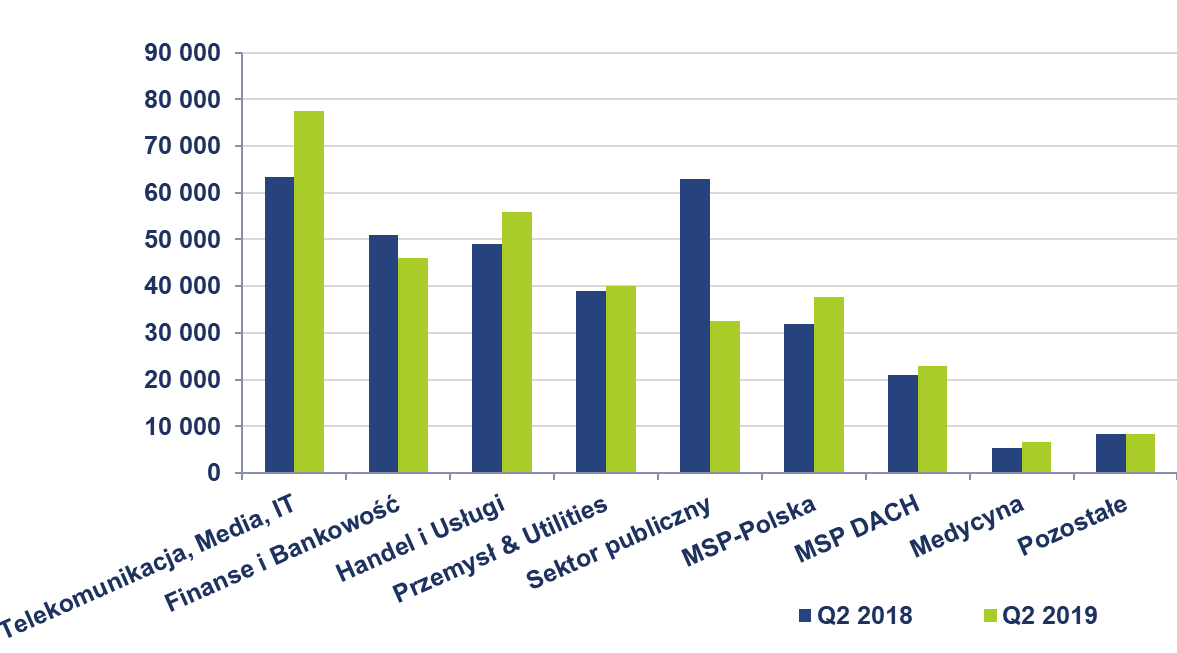 90 000
80 000
70 000
60 000
50 000
40 000
30 000
20 000
10 000
0
Telekomunikacja, Media, IT
Finanse i Bankowość
Handel i Usługi
Przemysł & Utilities
Sektor publiczny
MSP-Polska
MSP DACH
Medycyna
Pozostałe
Q2 2018
Q2 2019